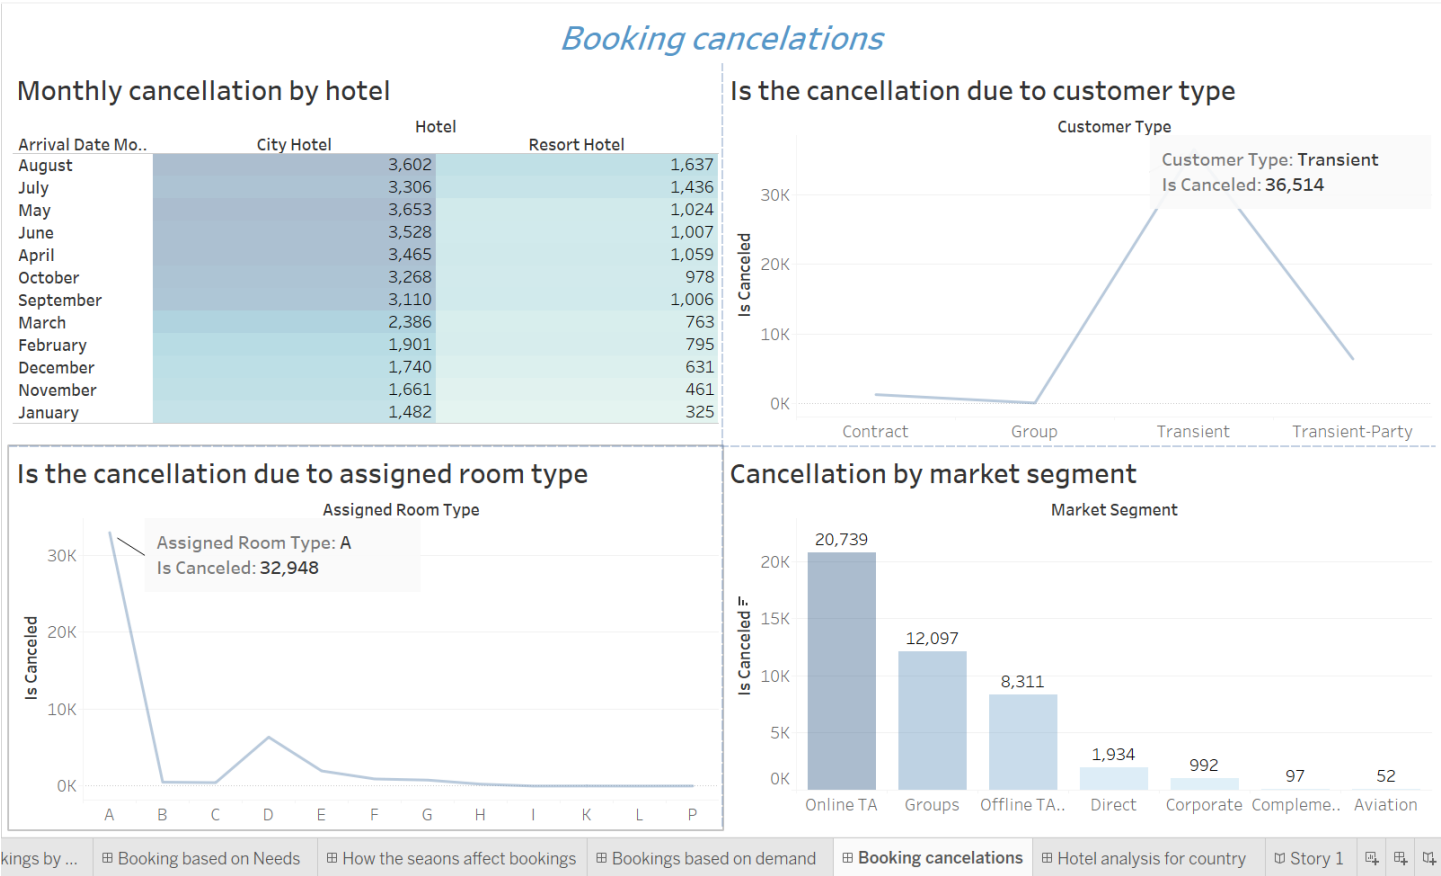 Booking cancelations
Monthly cancellation by hotel
Hotel
Arrival Date Mo.. City Hotel Resort Hotel
August 3,602 1,637
July 3,306 1,436
May 3,653 1,024
June 3,528 1,007
April 3,465 1,059
October 3,268 978
September 3,110 1,006
March 2,386 763
February 1,901 795
December 1,740 631
November 1,661 461
January 1,482 325
Is the cancellation due to customer type
Customer Type
Customer Type: Transient
Is Canceled: 36,514
Is Canceled
30K
20K
10K
0K
Contract Group Transient Transient-Party
Is the cancellation due to assigned room type
Assigned Room Type
Assigned Room Type: A
Is Canceled: 32,948
Is Canceled
30K
20K
10K
0K
A B C D E F G H I K L P
Cancellation by market segment
Market Segment
Is Canceled
20K
15K
10K
5K
0K
20,739
12,097
8,311
1,934
992
97
52
Online TA Groups Offline TA.. Direct Corporate Compleme.. Aviation
kings by ... Booking based on Needs How the seaons affect bookings Bookings based on demand Booking cancelations Hotel analysis for country Story 1